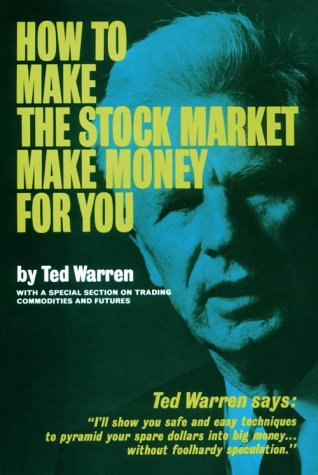 HOW TO
MAKE
THE STOCK MARKET
MAKE MONEY
FOR YOU
by Ted Warren
WITH A SPECIAL SECTION ON TRADING
COMMODITIES AND FUTURES
Ted Warren says:
"I'll show you safe and easy techniques
to pyramid your spare dollars into big money...
without foolhardy speculation."